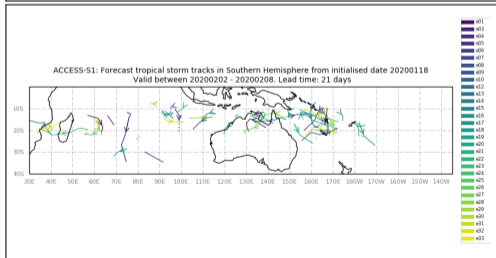 ACCESS-S1: Forecast tropical storm tracks in Southern Hemisphere from initialised date 20200118
Valid between 20200202 - 20200208. Lead time: 21 days
10S
20S
30S
40S
30E 40E 50E 60E 70E 80E 90E 100E 110E 120E 130E 140E 150E 160E 170E 180 170W 160W 150W 140W
e01
e03
e04
e05
e06
e07
e08
e09
e10
e11
e12
e13
e14
e15
e16
e17
e18
e19
e20
e21
e22
e23
e24
e25
e26
e27
e28
e29
e30
e31
e32
e33